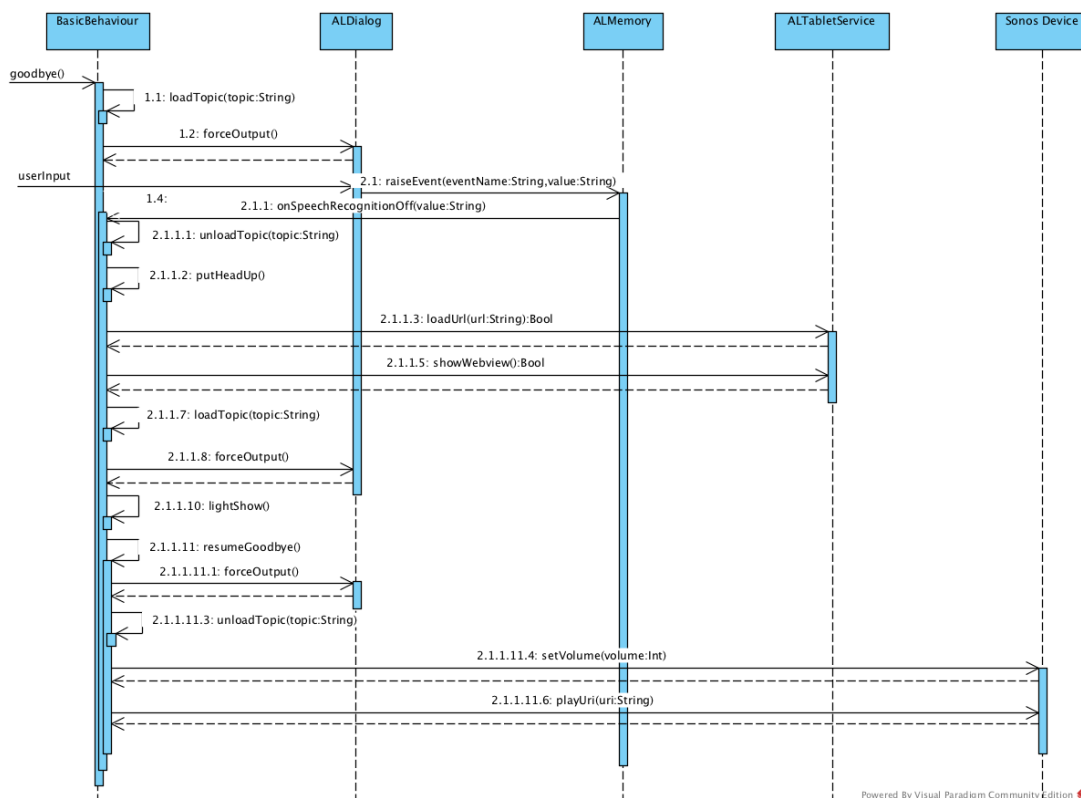 BasicBehaviour
ALDialog
ALMemory
ALTabletService
Sonos Device
goodbye()
1.1: loadTopic(topic:String)
1.2: forceOutput()
userInput
2.1: raiseEvent(eventName:String,value:String)
1.4:
2.1.1: onSpeechRecognitionOff(value:String)
2.1.1.1: unloadTopic(topic:String)
2.1.1.2: putHeadUp()
2.1.1.3: loadUrl(url:String):Bool
2.1.1.5: showWebview():Bool
2.1.1.7: loadTopic(topic:String)
2.1.1.8: forceOutput()
2.1.1.10: lightShow()
2.1.1.11: resumeGoodbye()
2.1.1.11.1: forceOutput()
2.1.1.11.3: unloadTopic(topic:String)
2.1.1.11.4: setVolume(volume:Int)
2.1.1.11.6: playUri(uri:String)
Powered By Visual Paradigm Community Edition